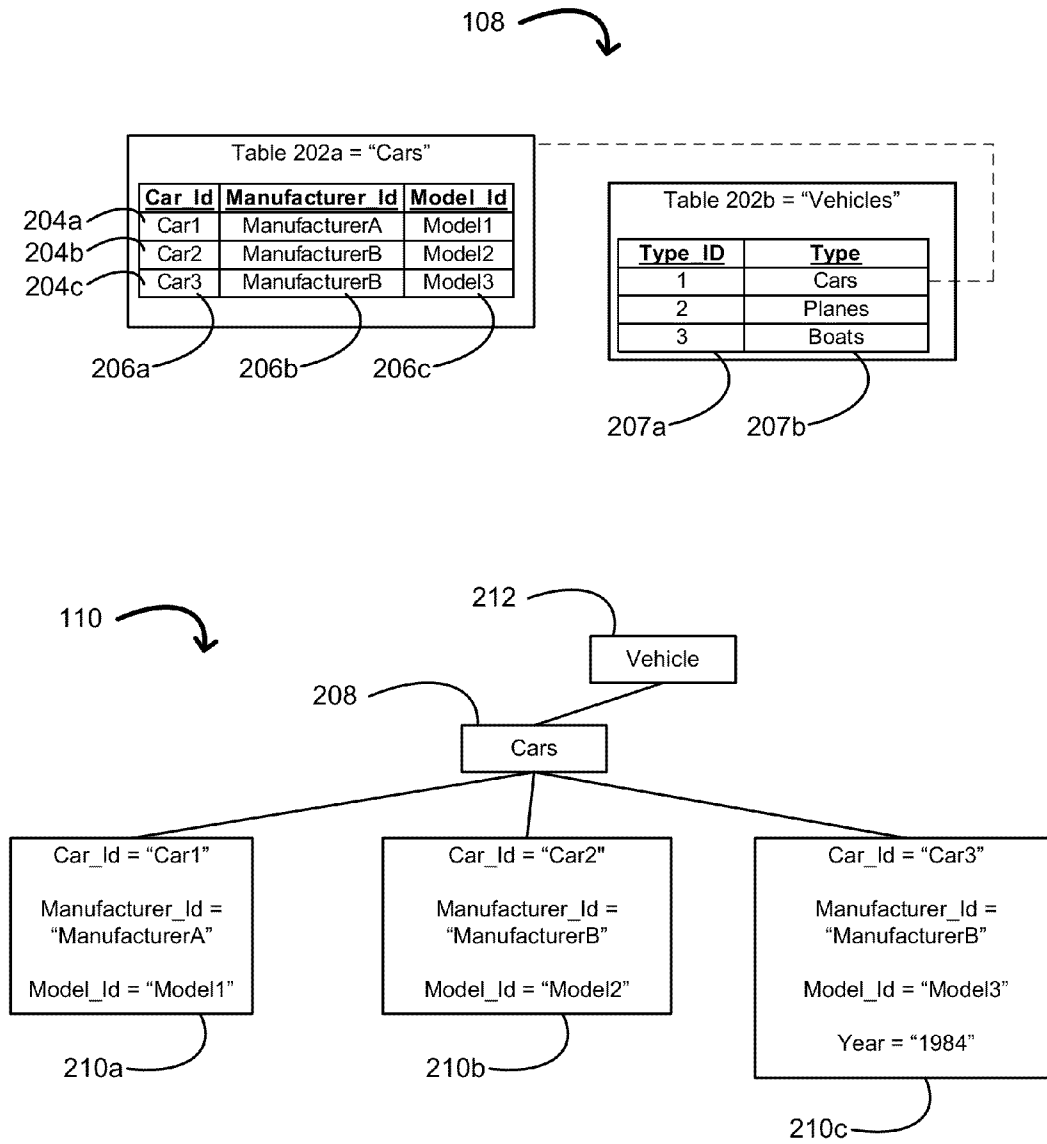 108
Table 202a = “Cars”
Car_Id Manufacturer_Id Model_Id
204a Car1 ManufacturerA Model1
204b Car2 ManufacturerB Model2
204c Car3 ManufacturerB Model3
206a 206b 206c
Table 202b = “Vehicles”
Type_ID Type
1 Cars
2 Planes
3 Boats
207a 207b
110
212
Vehicle
208
Cars
Car_Id = “Car1”
Manufacturer_Id =
“ManufacturerA”
Model_Id = “Model1”
210a
Car_Id = “Car2"
Manufacturer_Id =
“ManufacturerB”
Model_Id = “Model2”
210b
Car_Id = “Car3”
Manufacturer_Id =
“ManufacturerB”
Model_Id = “Model3”
Year = “1984”
210c